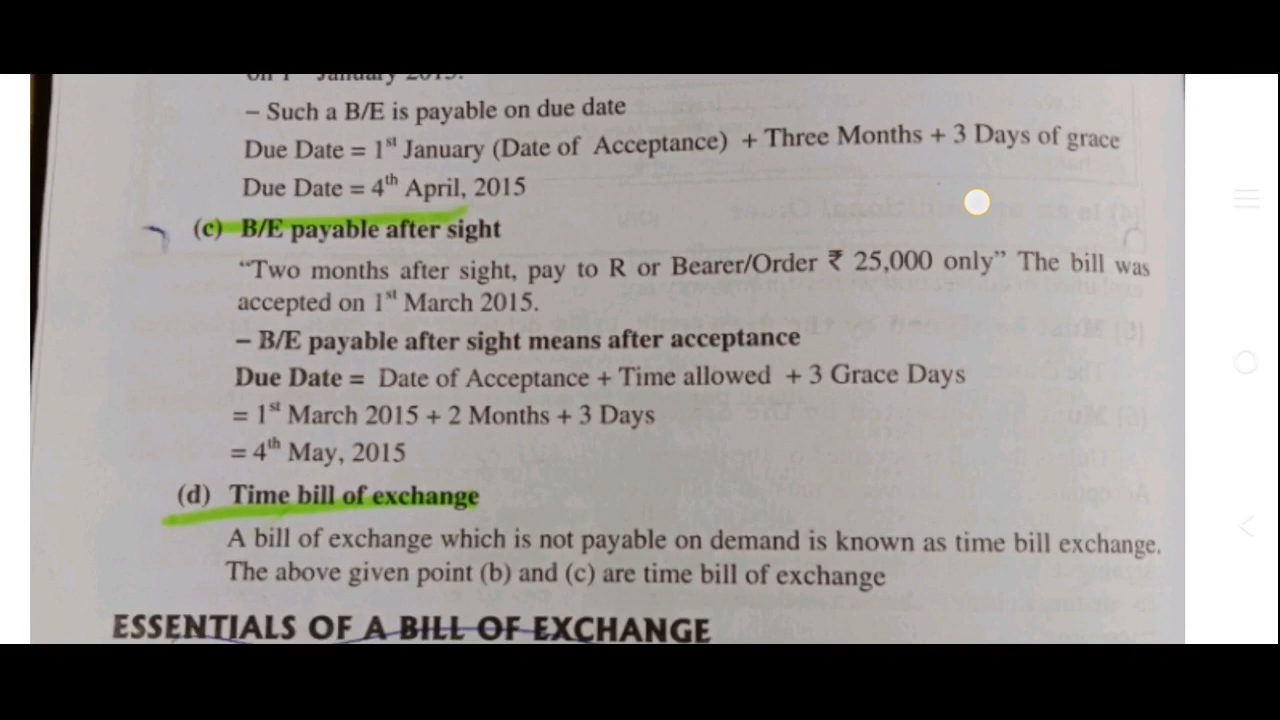 on 1st January 2015.
– Such a B/E is payable on due date
Due Date = 1st January (Date of Acceptance) + Three Months + 3 Days of grace
Due Date = 4th April, 2015
(c) B/E payable after sight
“Two months after sight, pay to R or Bearer/Order ₹ 25,000 only” The bill was
accepted on 1st March 2015.
– B/E payable after sight means after acceptance
Due Date = Date of Acceptance + Time allowed + 3 Grace Days
= 1st March 2015 + 2 Months + 3 Days
= 4th May, 2015
(d) Time bill of exchange
A bill of exchange which is not payable on demand is known as time bill exchange.
The above given point (b) and (c) are time bill of exchange
ESSENTIALS OF A BILL OF EXCHANGE